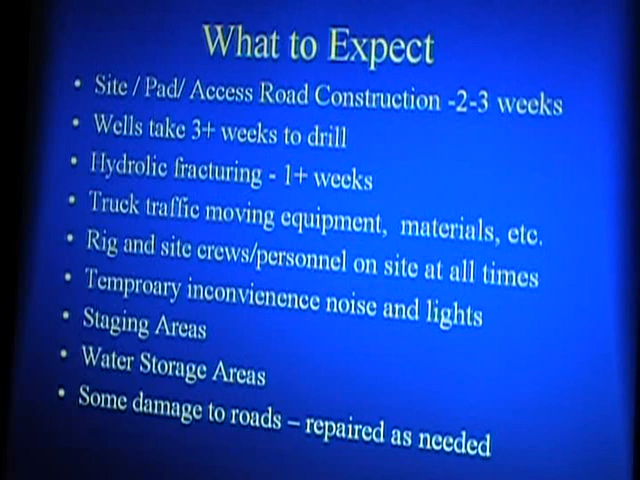 What to Expect
• Site / Pad/ Access Road Construction -2-3 weeks
• Wells take 3+ weeks to drill
• Hydrolic fracturing - 1+ weeks
• Truck traffic moving equipment, materials, etc.
• Rig and site crews/personnel on site at all times
• Temproary inconvienence noise and lights
• Staging Areas
• Water Storage Areas
• Some damage to roads – repaired as needed